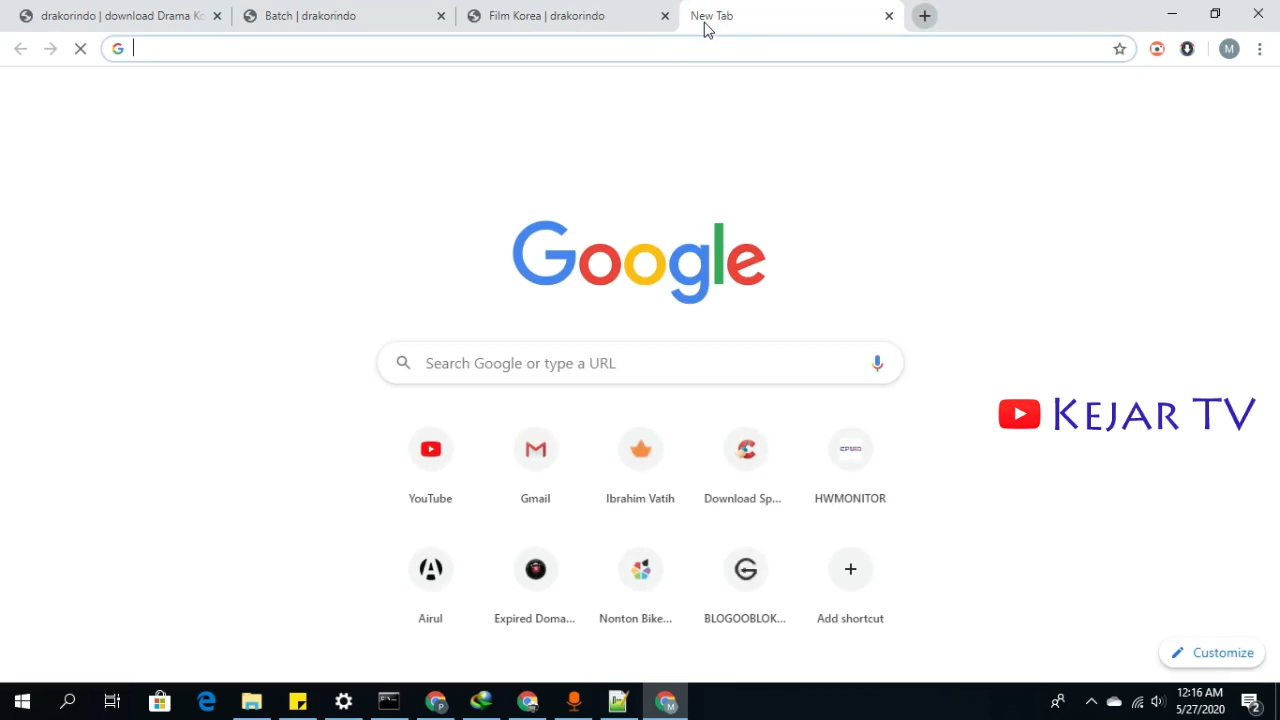 drakorindo | download Drama Ko
Batch | drakorindo
Film Korea | drakorindo
New Tab
M
Google
Search Google or type a URL
KEJAR TV
CPUID
YouTube
Gmail
Ibrahim Vatih
Download Sp...
HWMONITOR
Airul
Expired Doma...
Nonton Bike...
BLOGOOBLOK...
Add shortcut
Customize
P
M
12:16 AM
5/27/2020
2